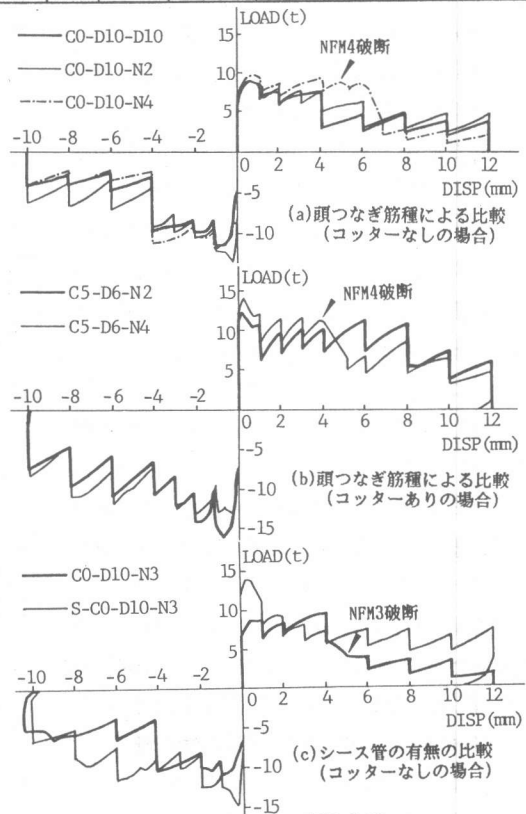 LOAD(t)
C0-D10-D10
C0-D10-N2
C0-D10-N4
NFM4破断
15
10
5
-10 -8 -6 -4 -2
0 2 4 6 8 10 12
DISP(mm)
-5
-10
(a)頭つなぎ筋種による比較
(コッターなしの場合)
LOAD(t)
C5-D6-N2
C5-D6-N4
NFM4破断
15
10
5
-10 -8 -6 -4 -2
0 2 4 6 8 10 12
DISP(mm)
-5
-10
-15
(b)頭つなぎ筋種による比較
(コッターありの場合)
LOAD(t)
C0-D10-N3
S-C0-D10-N3
NFM3破断
15
10
5
-10 -8 -6 -4 -2
0 2 4 6 8 10 12
DISP(mm)
-5
-10
-15
(c)シース管の有無の比較
(コッターなしの場合)